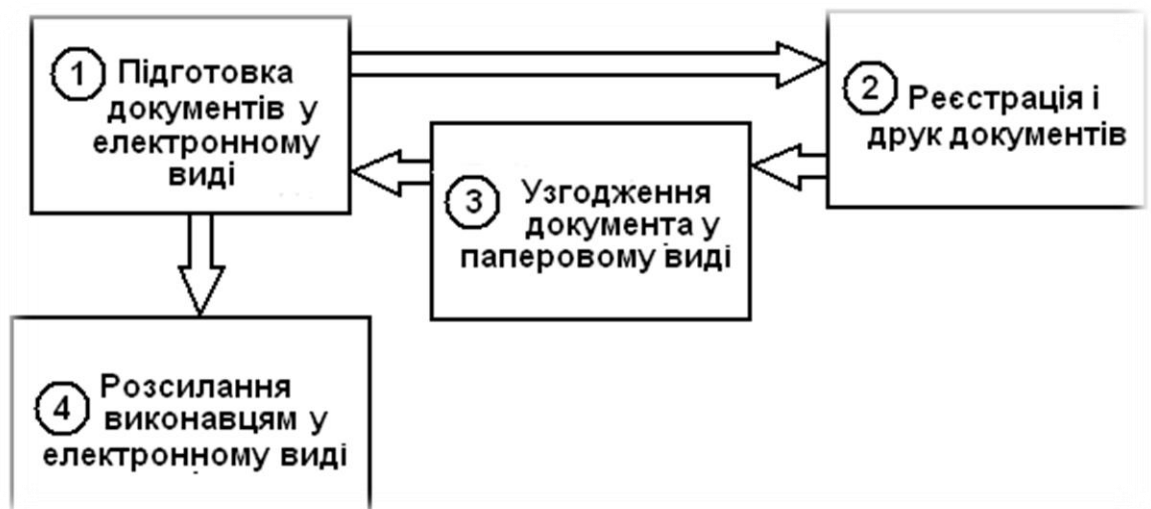 1 Підготовка
документів у
електронному
виді
2 Реєстрація і
друк документів
3 Узгодження
документа у
паперовому виді
4 Розсилання
виконавцям у
електронному виді